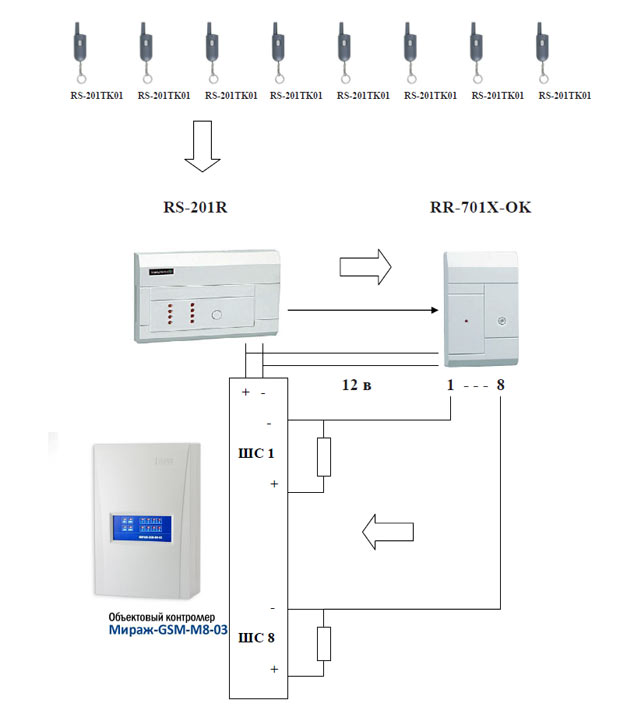 RS-201TK01 RS-201TK01 RS-201TK01 RS-201TK01 RS-201TK01 RS-201TK01 RS-201TK01 RS-201TK01
RS-201R RR-701X-OK
12 в 1 - - - 8
+ -
-
ШС 1
+
Объектовый контроллер
Мираж-GSM-M8-03
-
ШС 8
+